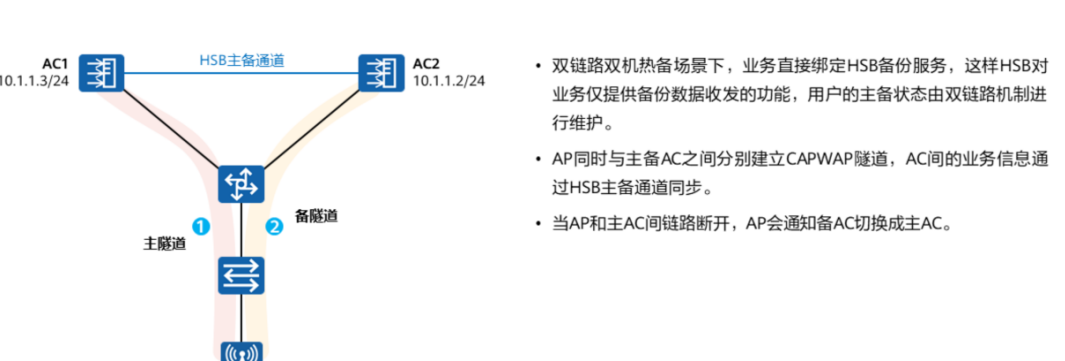 AC1
10.1.1.3/24
HSB主备通道
AC2
10.1.1.2/24
1
主隧道
2
备隧道
• 双链路双机热备场景下，业务直接绑定HSB备份服务，这样HSB对
业务仅提供备份数据收发的功能，用户的主备状态由双链路机制进
行维护。
• AP同时与主备AC之间分别建立CAPWAP隧道，AC间的业务信息通
过HSB主备通道同步。
• 当AP和主AC间链路断开，AP会通知备AC切换成主AC。